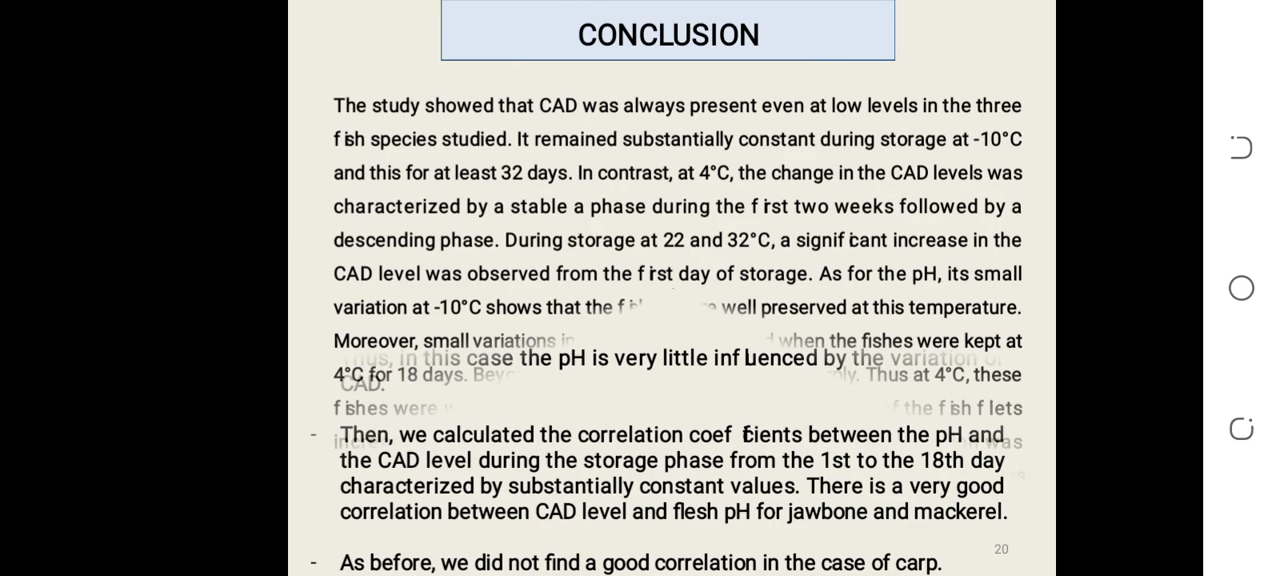 CONCLUSION
The study showed that CAD was always present even at low levels in the three
fish species studied. It remained substantially constant during storage at -10°C
and this for at least 32 days. In contrast, at 4°C, the change in the CAD levels was
characterized by a stable a phase during the first two weeks followed by a
descending phase. During storage at 22 and 32°C, a significant increase in the
CAD level was observed from the first day of storage. As for the pH, its small
variation at -10°C shows that the well preserved at this temperature.
Moreover, small variations in when the fishes were kept at
Thus, in this case the pH is very little influenced by the variation of
4°C for 18 days. Thus at 4°C, these
CAD.
fishes were of the fish flets
- Then, we calculated the correlation coefficients between the pH and
was
the CAD level during the storage phase from the 1st to the 18th day
characterized by substantially constant values. There is a very good
correlation between CAD level and flesh pH for jawbone and mackerel.
20
- As before, we did not find a good correlation in the case of carp.